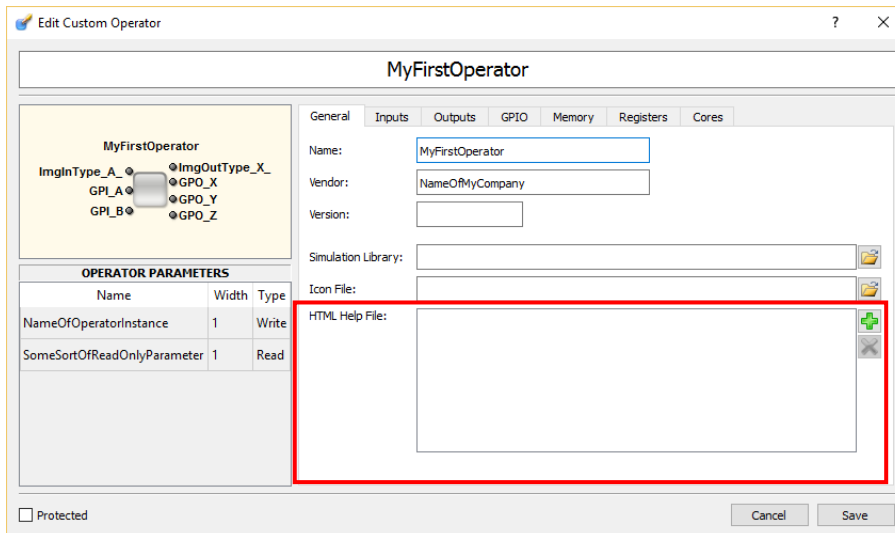 Edit Custom Operator
?
MyFirstOperator
MyFirstOperator
ImgInType_A_
GPI_A
GPI_B
ImgOutType_X_
GPO_X
GPO_Y
GPO_Z
OPERATOR PARAMETERS
Name Width Type
NameOfOperatorInstance 1 Write
SomeSortOfReadOnlyParameter 1 Read
General Inputs Outputs GPIO Memory Registers Cores
Name: MyFirstOperator
Vendor: NameOfMyCompany
Version:
Simulation Library:
Icon File:
HTML Help File:
Protected
Cancel Save